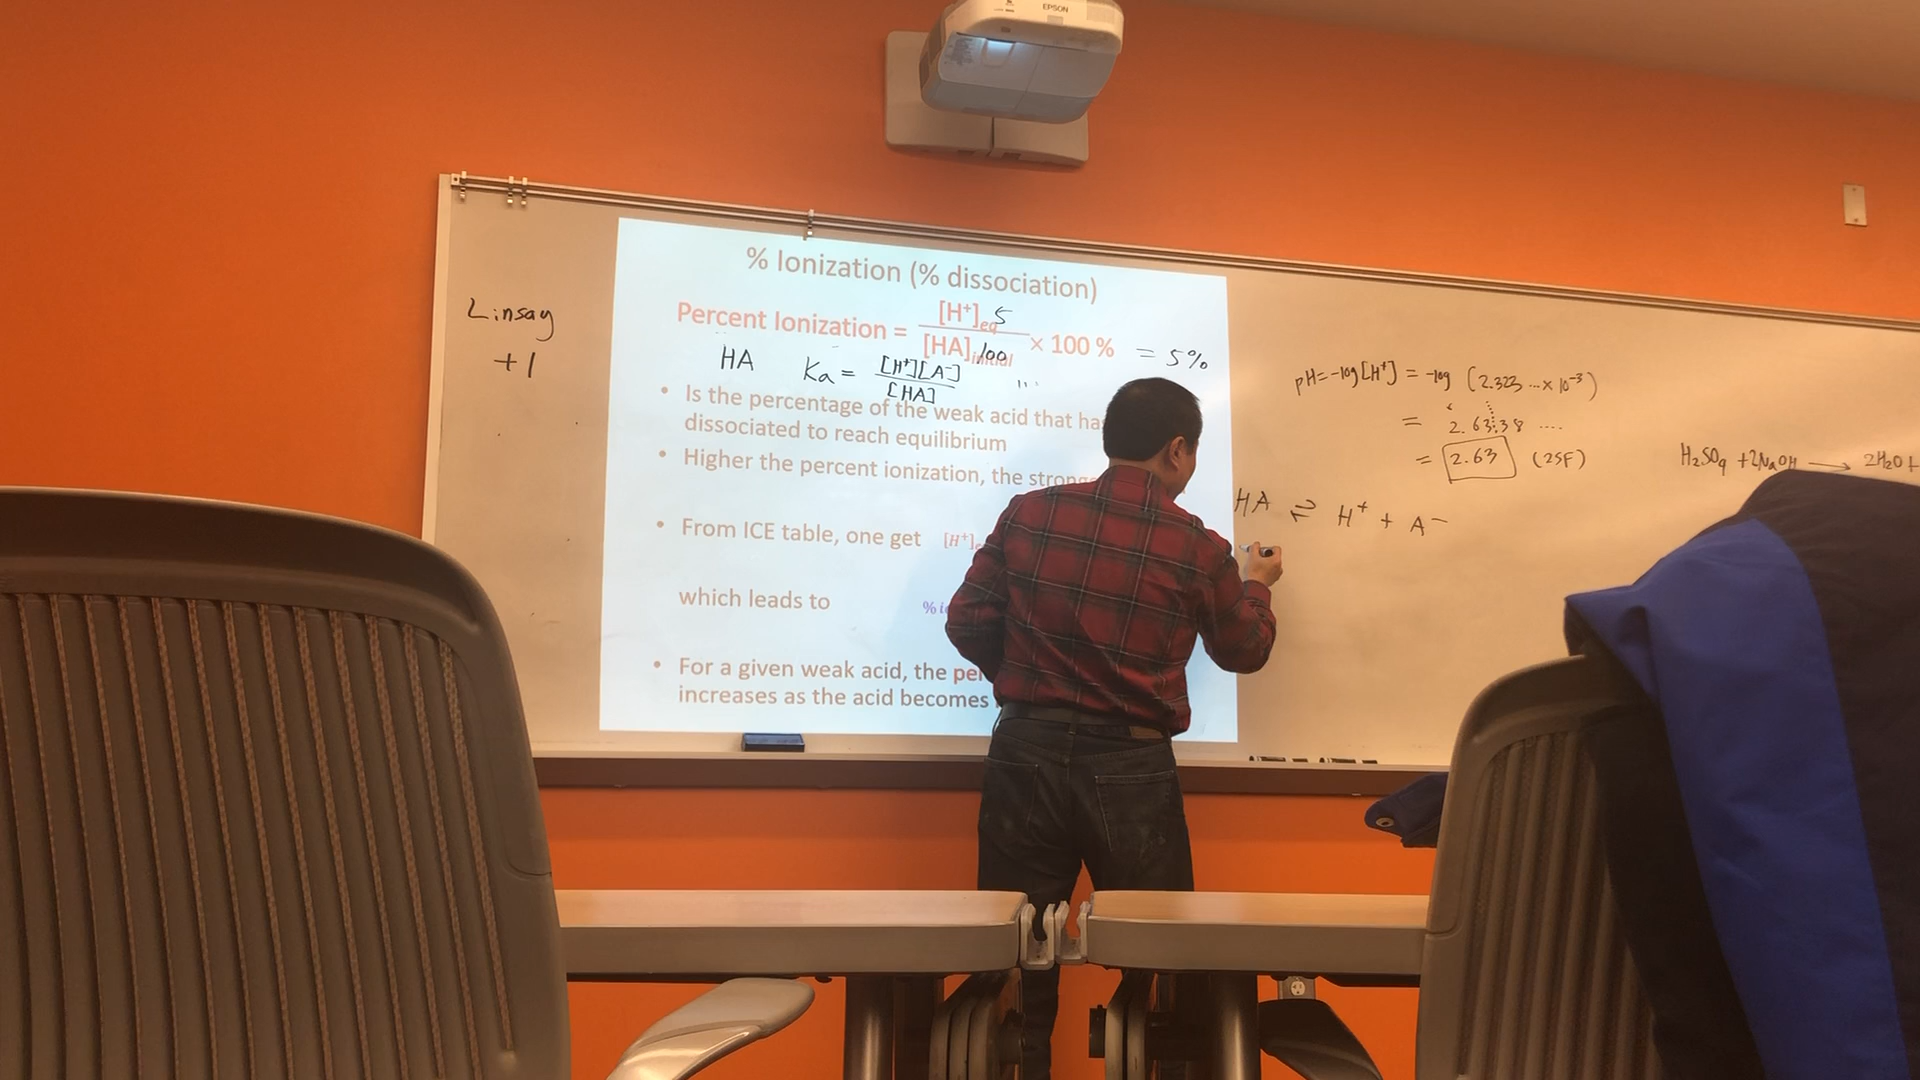 EPSON
Linsay
+1
% Ionization (% dissociation)
Percent Ionization = [H⁺]eq / [HA]initial × 100 %
5
100
= 5%
HA Ka = [H⁺][A⁻] / [HA]
...
• Is the percentage of the weak acid that has
dissociated to reach equilibrium
• Higher the percent ionization, the
• From ICE table, one get [H⁺]
which leads to %
• For a given weak acid, the
increases as the acid becomes
pH = -log[H⁺] = -log (2.323 ... × 10⁻³)
= 2.6338 ....
= 2.63 (2SF)
HA ⇌ H⁺ + A⁻
H₂SO₄ + 2NaOH → 2H₂O +